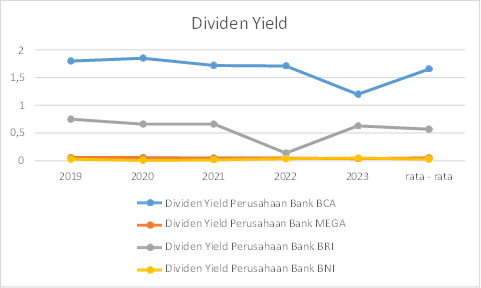 Dividen Yield
2
1,5
1
0,5
0
2019 2020 2021 2022 2023 rata - rata
Dividen Yield Perusahaan Bank BCA
Dividen Yield Perusahaan Bank MEGA
Dividen Yield Perusahaan Bank BRI
Dividen Yield Perusahaan Bank BNI